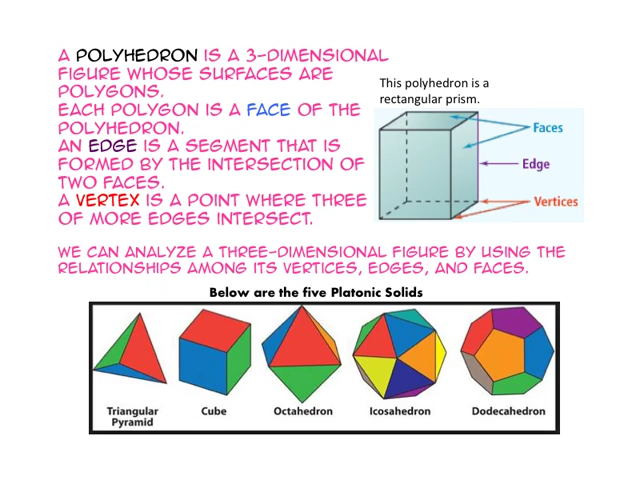 A POLYHEDRON IS A 3-DIMENSIONAL
FIGURE WHOSE SURFACES ARE
POLYGONS.
EACH POLYGON IS A FACE OF THE
POLYHEDRON.
AN EDGE IS A SEGMENT THAT IS
FORMED BY THE INTERSECTION OF
TWO FACES.
A VERTEX IS A POINT WHERE THREE
OF MORE EDGES INTERSECT.
This polyhedron is a
rectangular prism.
Faces
Edge
Vertices
WE CAN ANALYZE A THREE-DIMENSIONAL FIGURE BY USING THE
RELATIONSHIPS AMONG ITS VERTICES, EDGES, AND FACES.
Below are the five Platonic Solids
Triangular
Pyramid
Cube
Octahedron
Icosahedron
Dodecahedron